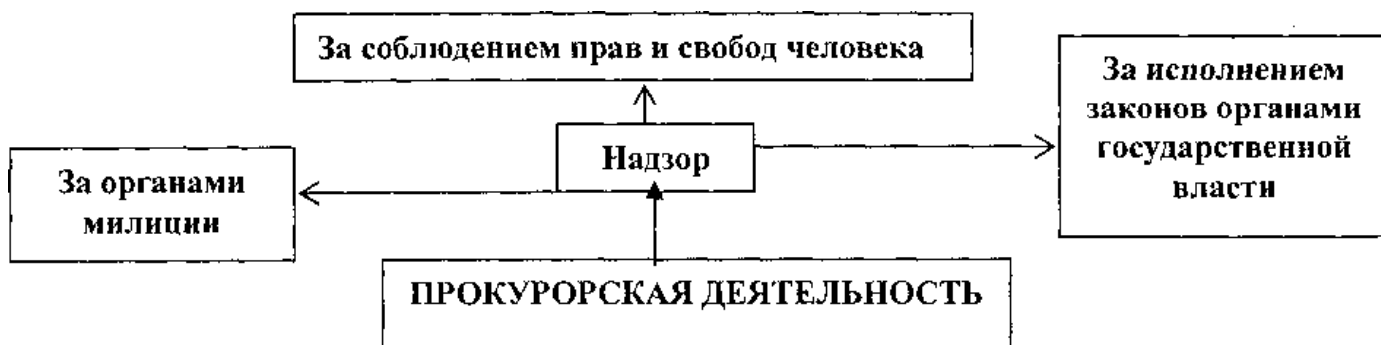 За соблюдением прав и свобод человека
За исполнением
законов органами
государственной
власти
Надзор
За органами
милиции
ПРОКУРОРСКАЯ ДЕЯТЕЛЬНОСТЬ